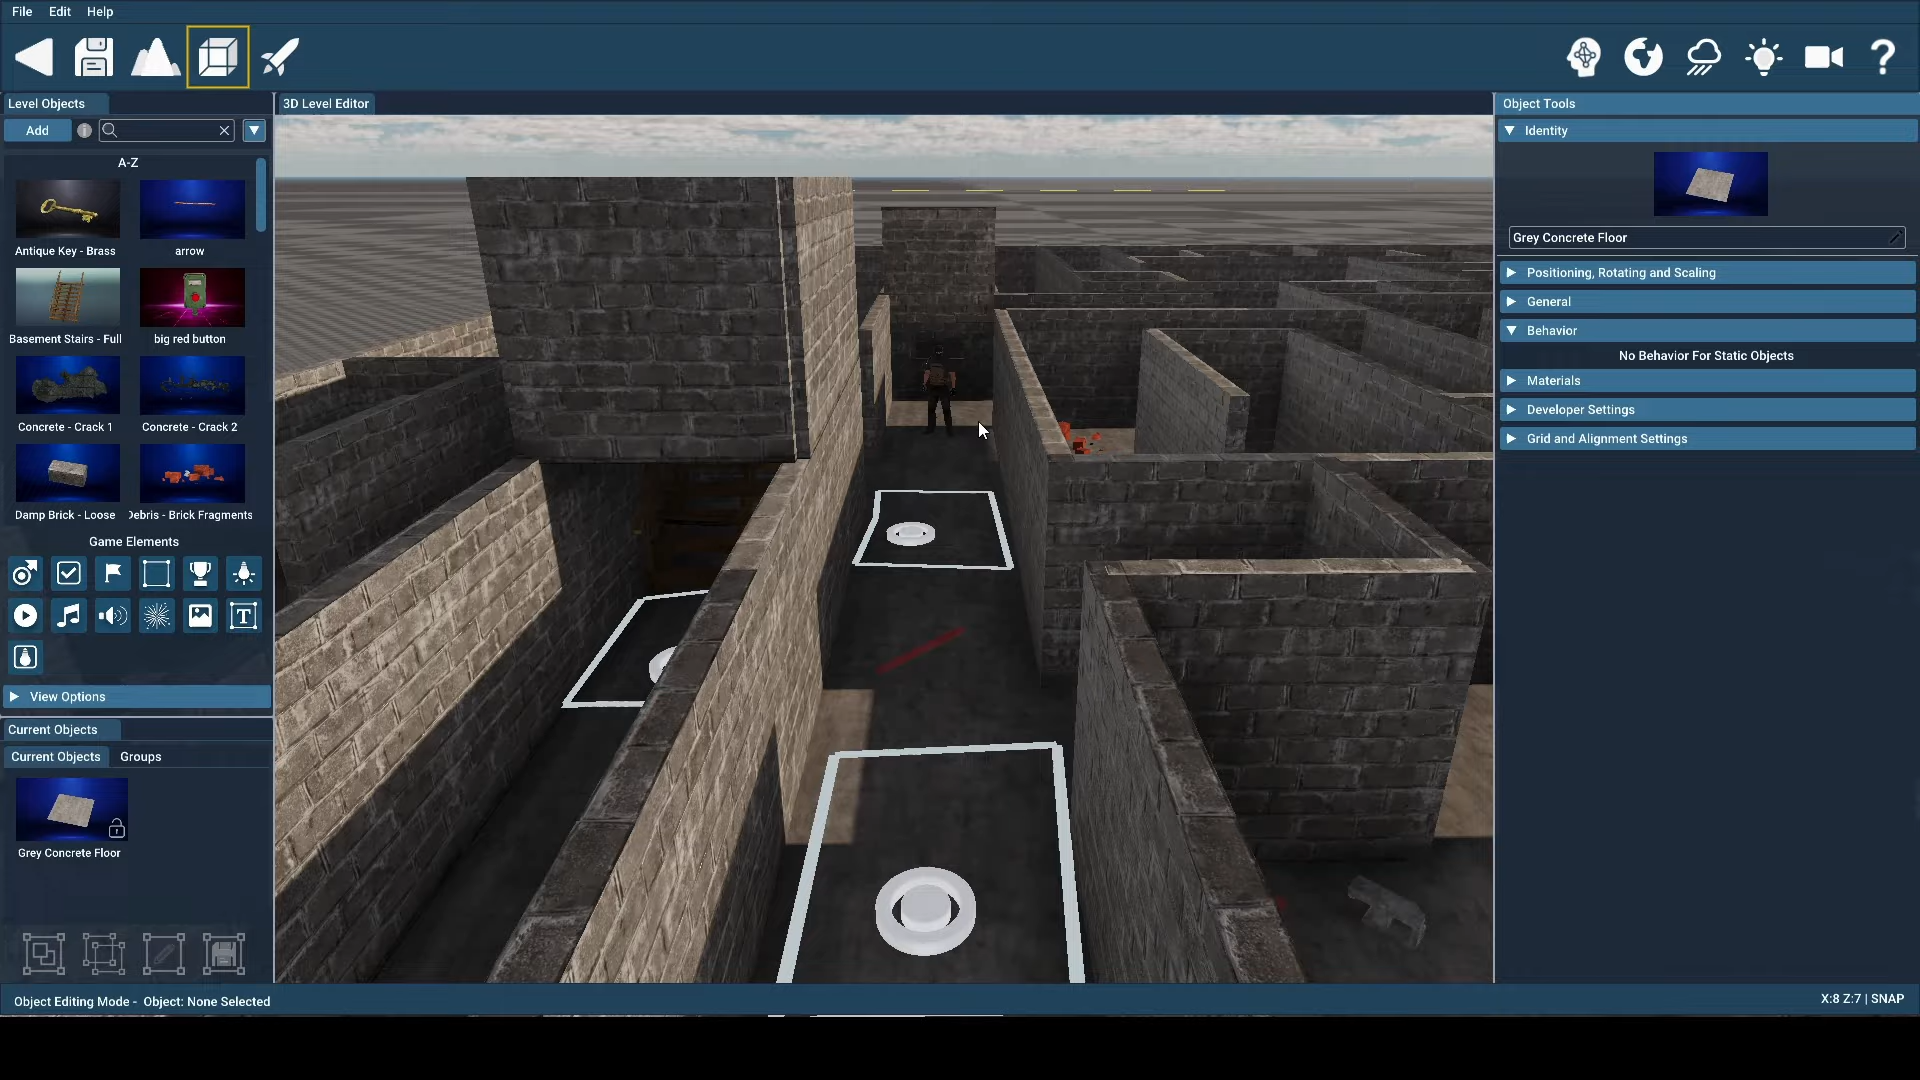 File Edit Help
Level Objects
Add
A-Z
Antique Key - Brass
arrow
Basement Stairs - Full
big red button
Concrete - Crack 1
Concrete - Crack 2
Damp Brick - Loose
Debris - Brick Fragments
Game Elements
View Options
Current Objects
Current Objects Groups
Grey Concrete Floor
3D Level Editor
Object Tools
Identity
Grey Concrete Floor
Positioning, Rotating and Scaling
General
Behavior
No Behavior For Static Objects
Materials
Developer Settings
Grid and Alignment Settings
Object Editing Mode - Object: None Selected
X:8 Z:7 | SNAP